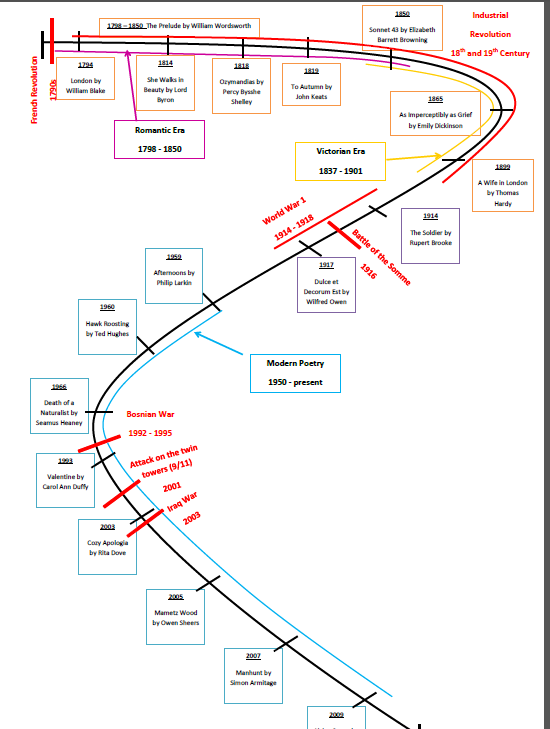 1798 – 1850 The Prelude by William Wordsworth
1850
Sonnet 43 by Elizabeth
Barrett Browning
Industrial
Revolution
18th and 19th Century
French Revolution
1790s
1794
London by
William Blake
1814
She Walks in
Beauty by Lord
Byron
1818
Ozymandias by
Percy Bysshe
Shelley
1819
To Autumn by
John Keats
1865
As Imperceptibly as Grief
by Emily Dickinson
Romantic Era
1798 - 1850
Victorian Era
1837 - 1901
1899
A Wife in London
by Thomas
Hardy
World War 1
1914 - 1918
1914
The Soldier by
Rupert Brooke
Battle of the Somme
1916
1917
Dulce et
Decorum Est by
Wilfred Owen
1959
Afternoons by
Philip Larkin
1960
Hawk Roosting
by Ted Hughes
Modern Poetry
1950 - present
1966
Death of a
Naturalist by
Seamus Heaney
Bosnian War
1992 - 1995
1993
Valentine by
Carol Ann Duffy
Attack on the twin
towers (9/11)
2001
Iraq War
2003
2003
Cozy Apologia
by Rita Dove
2005
Mametz Wood
by Owen Sheers
2007
Manhunt by
Simon Armitage
2009